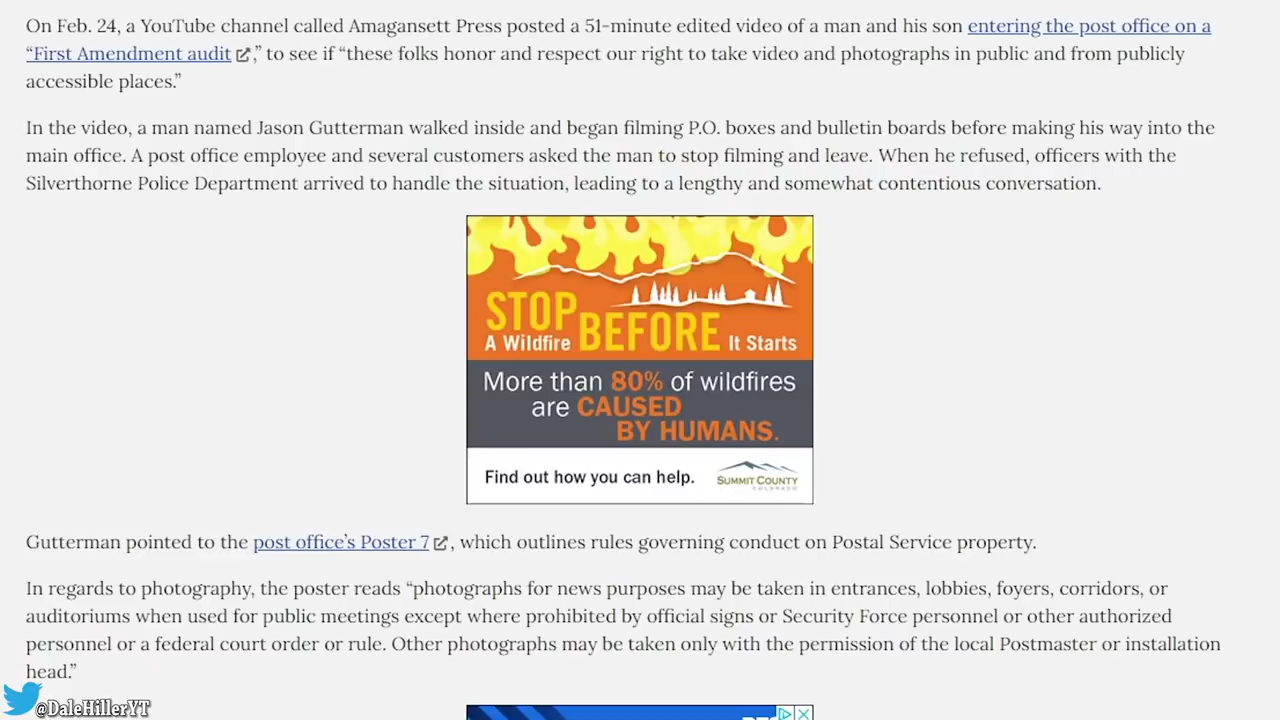 On Feb. 24, a YouTube channel called Amagansett Press posted a 51-minute edited video of a man and his son entering the post office on a
“First Amendment audit,” to see if “these folks honor and respect our right to take video and photographs in public and from publicly
accessible places.”
In the video, a man named Jason Gutterman walked inside and began filming P.O. boxes and bulletin boards before making his way into the
main office. A post office employee and several customers asked the man to stop filming and leave. When he refused, officers with the
Silverthorne Police Department arrived to handle the situation, leading to a lengthy and somewhat contentious conversation.
STOP BEFORE
A Wildfire It Starts
More than 80% of wildfires
are CAUSED
BY HUMANS.
Find out how you can help.
SUMMIT COUNTY
COLORADO
Gutterman pointed to the post office’s Poster 7, which outlines rules governing conduct on Postal Service property.
In regards to photography, the poster reads “photographs for news purposes may be taken in entrances, lobbies, foyers, corridors, or
auditoriums when used for public meetings except where prohibited by official signs or Security Force personnel or other authorized
personnel or a federal court order or rule. Other photographs may be taken only with the permission of the local Postmaster or installation
head.”
@DaleHillerYT